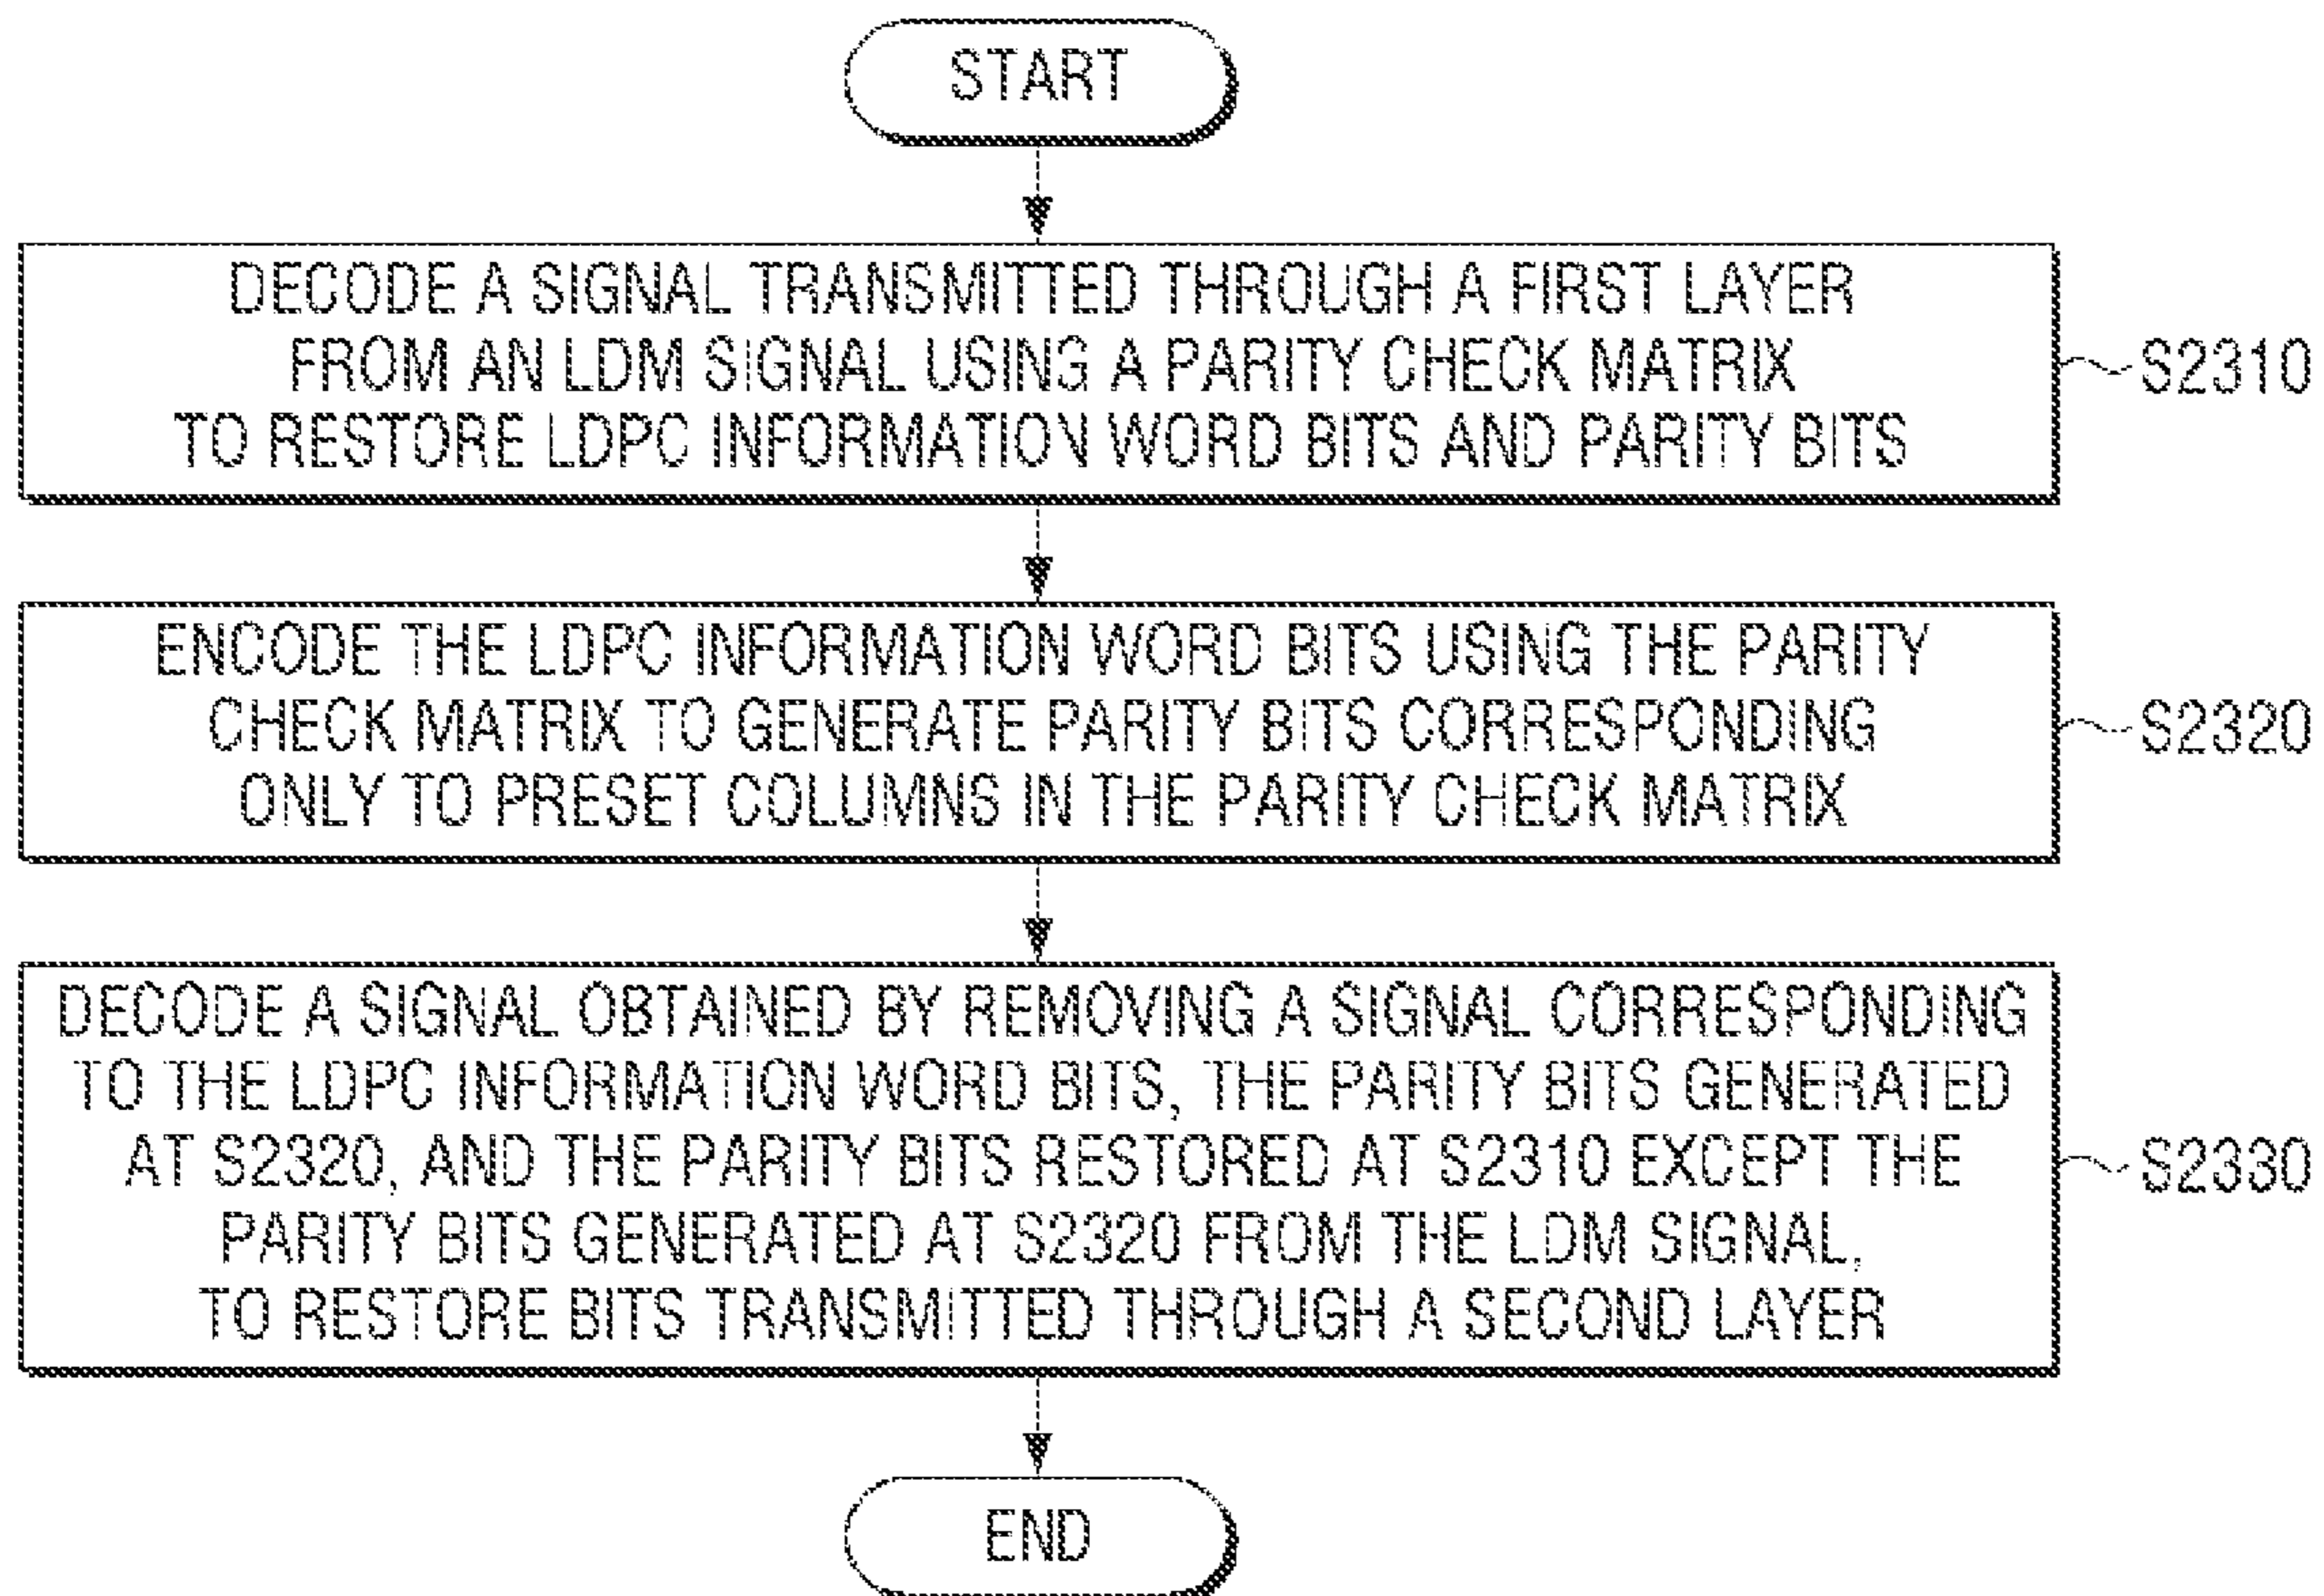 START
DECODE A SIGNAL TRANSMITTED THROUGH A FIRST LAYER
FROM AN LDM SIGNAL USING A PARITY CHECK MATRIX
TO RESTORE LDPC INFORMATION WORD BITS AND PARITY BITS
S2310
ENCODE THE LDPC INFORMATION WORD BITS USING THE PARITY
CHECK MATRIX TO GENERATE PARITY BITS CORRESPONDING
ONLY TO PRESET COLUMNS IN THE PARITY CHECK MATRIX
S2320
DECODE A SIGNAL OBTAINED BY REMOVING A SIGNAL CORRESPONDING
TO THE LDPC INFORMATION WORD BITS, THE PARITY BITS GENERATED
AT S2320, AND THE PARITY BITS RESTORED AT S2310 EXCEPT THE
PARITY BITS GENERATED AT S2320 FROM THE LDM SIGNAL,
TO RESTORE BITS TRANSMITTED THROUGH A SECOND LAYER
S2330
END